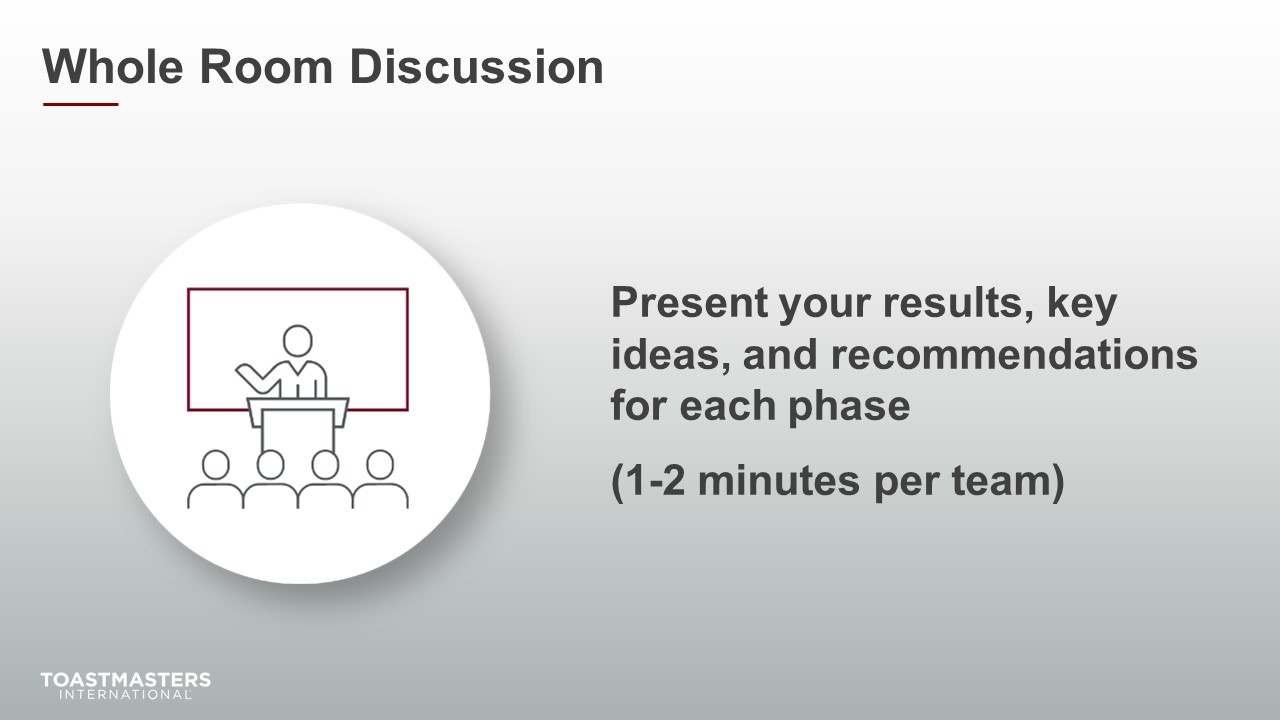 Whole Room Discussion
Present your results, key
ideas, and recommendations
for each phase
(1-2 minutes per team)
TOASTMASTERS
INTERNATIONAL